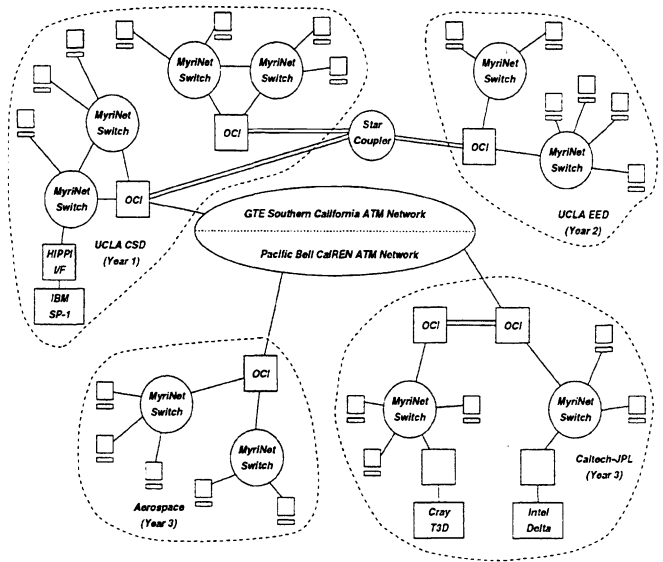 MyriNet
Switch
MyriNet
Switch
MyriNet
Switch
MyriNet
Switch
OCI
Star
Coupler
OCI
MyriNet
Switch
MyriNet
Switch
OCI
UCLA EED
(Year 2)
UCLA CSD
(Year 1)
HIPPI
I/F
IBM
SP-1
GTE Southern California ATM Network
Pacific Bell CalREN ATM Network
OCI
OCI
OCI
MyriNet
Switch
MyriNet
Switch
MyriNet
Switch
MyriNet
Switch
Aerospace
(Year 3)
Caltech-JPL
(Year 3)
Cray
T3D
Intel
Delta